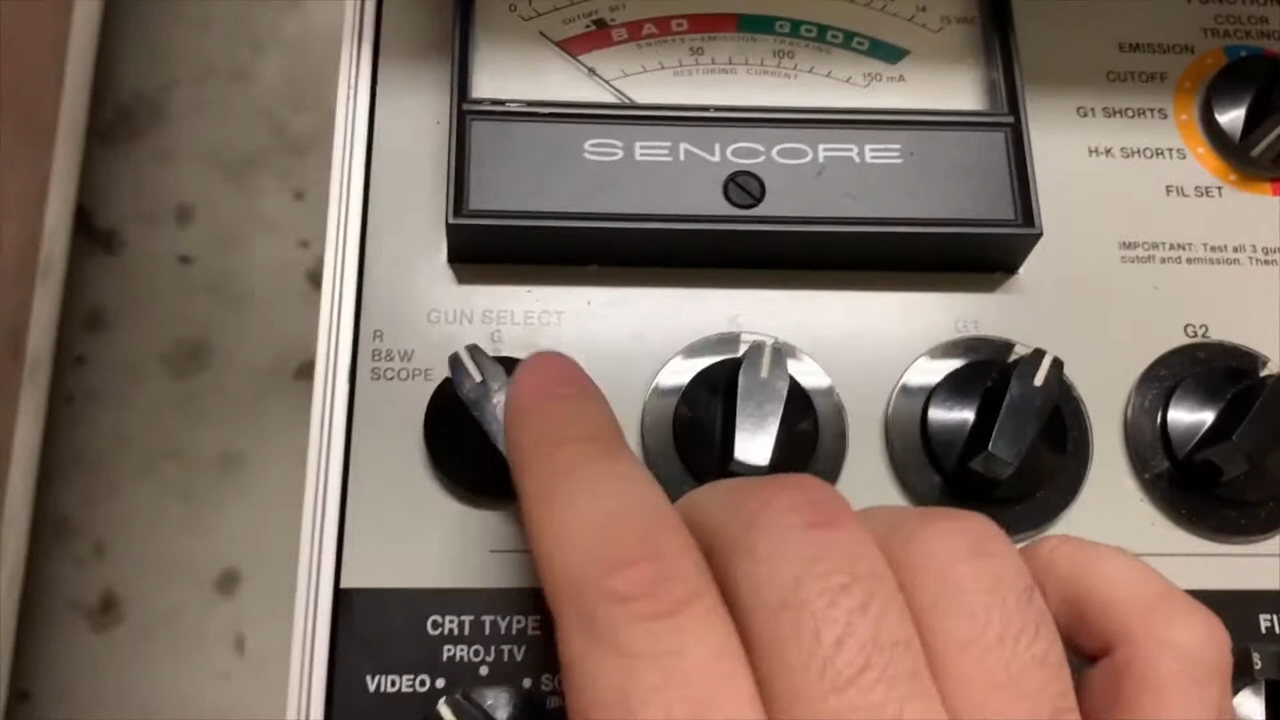 0
14
15 VAC
CUTOFF SET
BAD GOOD
SHORTS—EMISSION—TRACKING
0 50 100 150 mA
RESTORING CURRENT
SENCORE
COLOR
TRACKING
EMISSION
CUTOFF
G1 SHORTS
H-K SHORTS
FIL SET
IMPORTANT: Test all 3
cutoff and emission. Then
GUN SELECT
R G
B&W
SCOPE
G2
CRT TYPE
PROJ TV
VIDEO